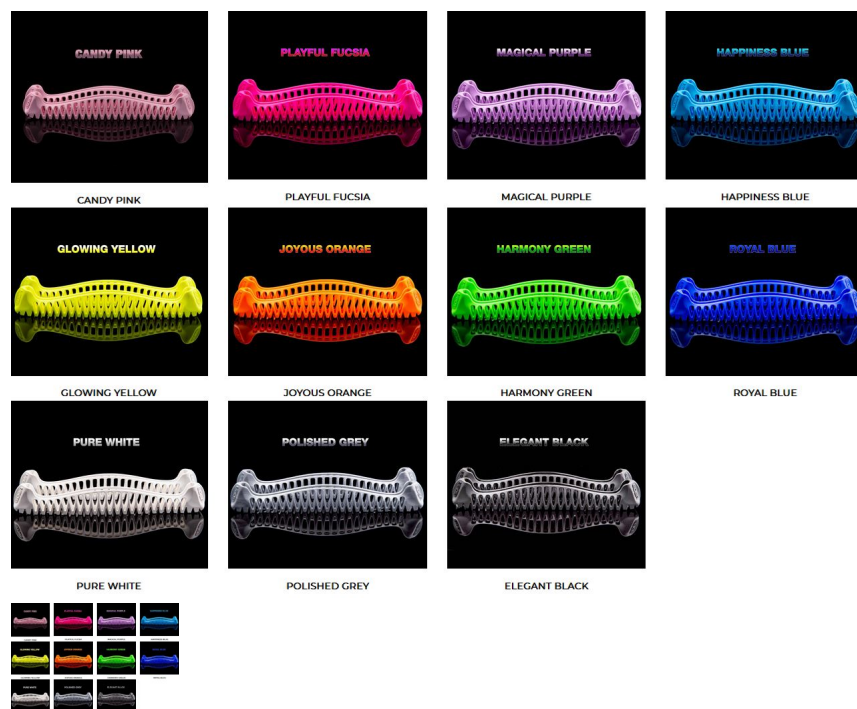 CANDY PINK
PLAYFUL FUCSIA
MAGICAL PURPLE
HAPPINESS BLUE
CANDY PINK
PLAYFUL FUCSIA
MAGICAL PURPLE
HAPPINESS BLUE
GLOWING YELLOW
JOYOUS ORANGE
HARMONY GREEN
ROYAL BLUE
GLOWING YELLOW
JOYOUS ORANGE
HARMONY GREEN
ROYAL BLUE
PURE WHITE
POLISHED GREY
ELEGANT BLACK
PURE WHITE
POLISHED GREY
ELEGANT BLACK